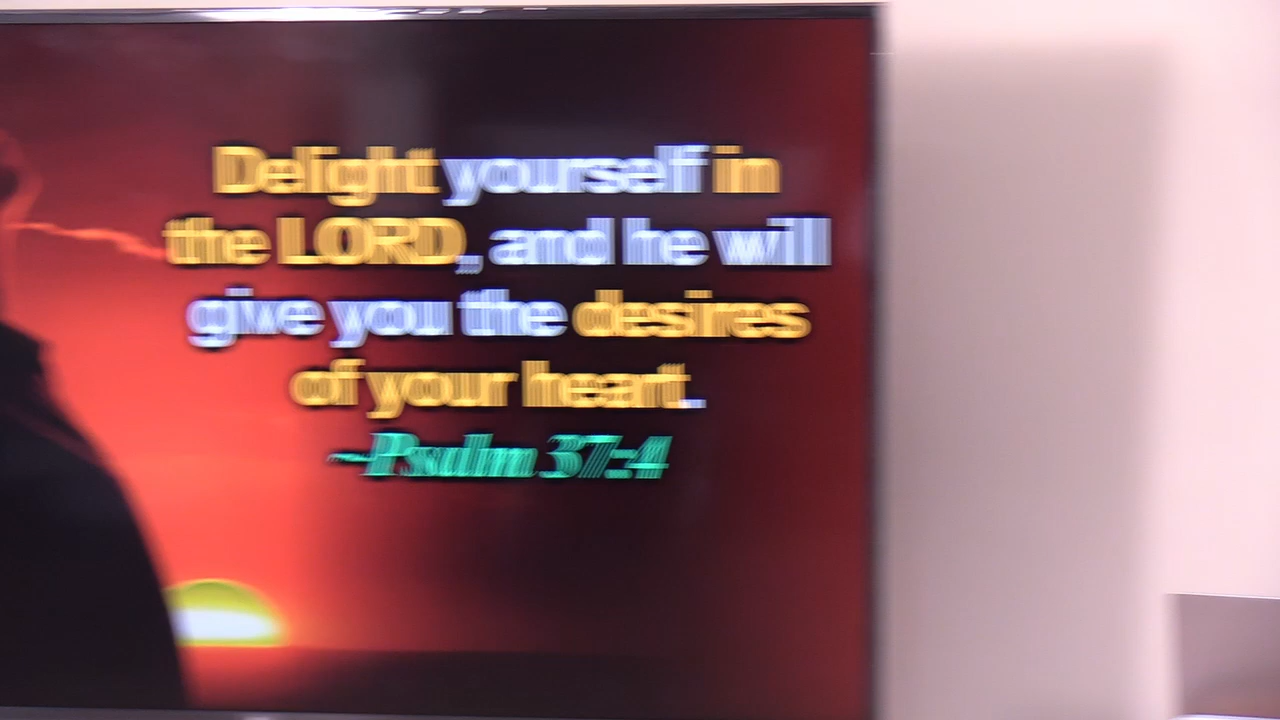 Delight yourself in
the LORD, and he will
give you the desires
of your heart.
~Psalm 37:4